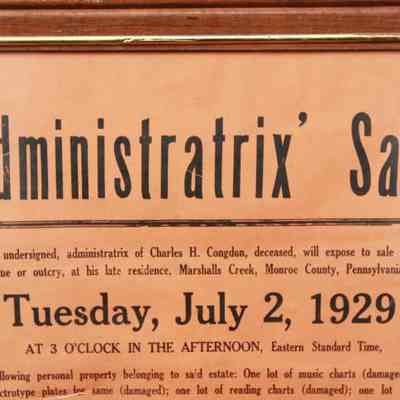 dministratrix' Sa
undersigned, administratrix of Charles H. Congdon, deceased, will expose to sale
ne or outcry, at his late residence, Marshalls Creek, Monroe County, Pennsylvania
Tuesday, July 2, 1929
AT 3 O'CLOCK IN THE AFTERNOON, Eastern Standard Time,
llowing personal property belonging to said estate: One lot of music charts (damage
ectrotype plates for same (damaged); one lot of reading charts (damaged); one lot